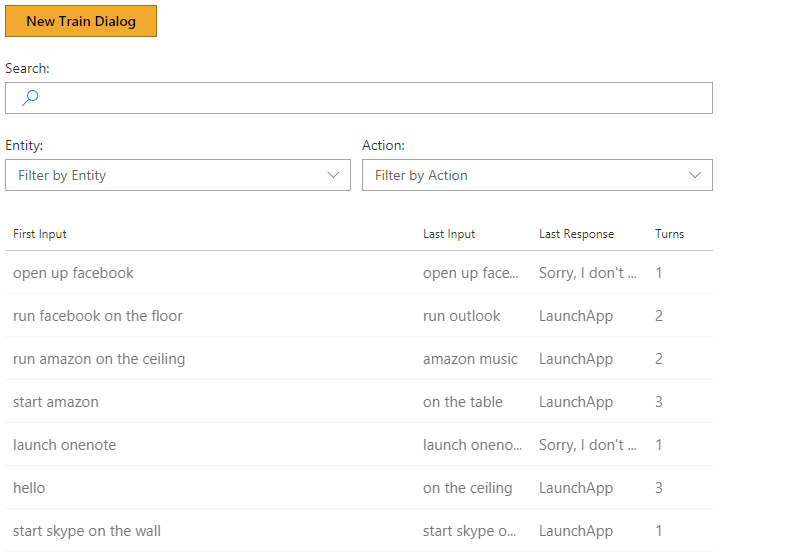 New Train Dialog
Search:
Entity: Action:
Filter by Entity Filter by Action
First Input Last Input Last Response Turns
open up facebook open up face... Sorry, I don't ... 1
run facebook on the floor run outlook LaunchApp 2
run amazon on the ceiling amazon music LaunchApp 2
start amazon on the table LaunchApp 3
launch onenote launch oneno... Sorry, I don't ... 1
hello on the ceiling LaunchApp 3
start skype on the wall start skype o... LaunchApp 1